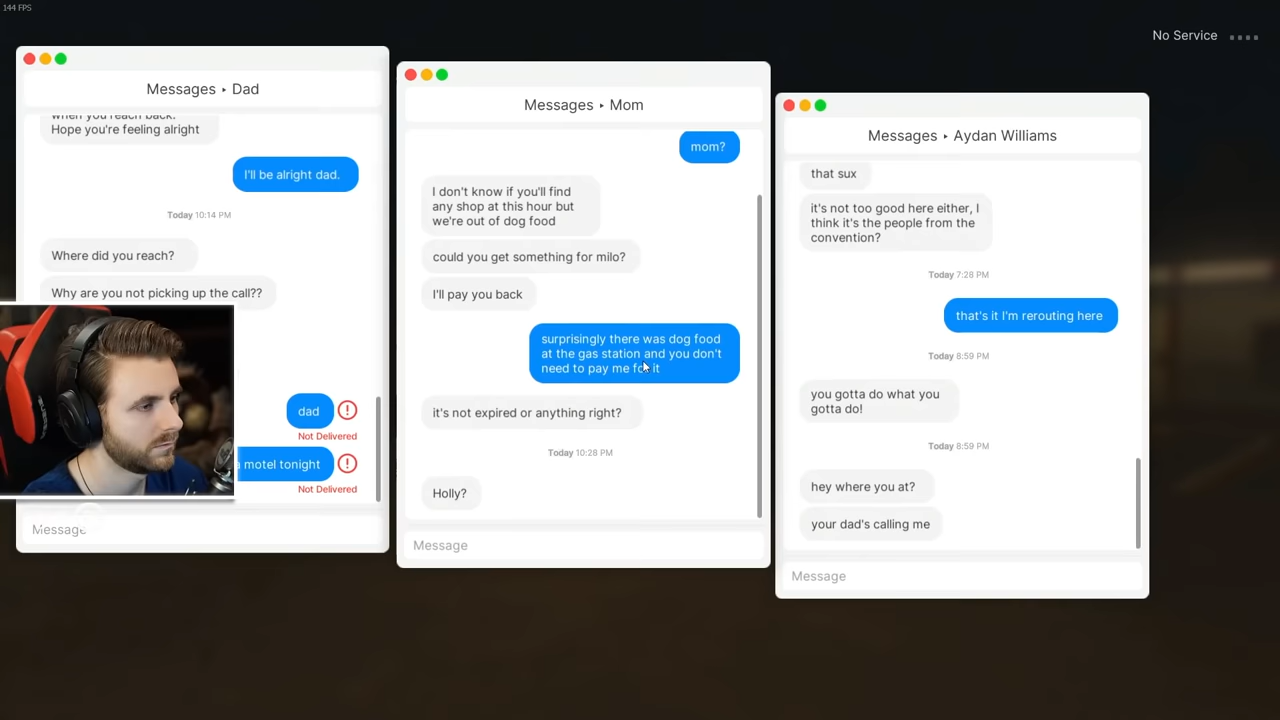 144 FPS
No Service
Messages ▸ Dad
when you reach back.
Hope you're feeling alright
I'll be alright dad.
Today 10:14 PM
Where did you reach?
Why are you not picking up the call??
dad
Not Delivered
motel tonight
Not Delivered
Message
Messages ▸ Mom
mom?
I don't know if you'll find
any shop at this hour but
we're out of dog food
could you get something for milo?
I'll pay you back
surprisingly there was dog food
at the gas station and you don't
need to pay me for it
it's not expired or anything right?
Today 10:28 PM
Holly?
Message
Messages ▸ Aydan Williams
that sux
it's not too good here either, I
think it's the people from the
convention?
Today 7:28 PM
that's it I'm rerouting here
Today 8:59 PM
you gotta do what you
gotta do!
Today 8:59 PM
hey where you at?
your dad's calling me
Message